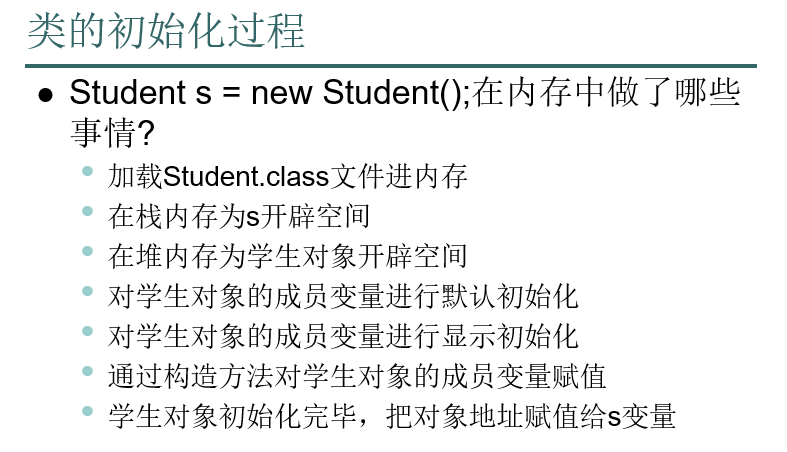 类的初始化过程
Student s = new Student();在内存中做了哪些
事情?
加载Student.class文件进内存
在栈内存为s开辟空间
在堆内存为学生对象开辟空间
对学生对象的成员变量进行默认初始化
对学生对象的成员变量进行显示初始化
通过构造方法对学生对象的成员变量赋值
学生对象初始化完毕，把对象地址赋值给s变量